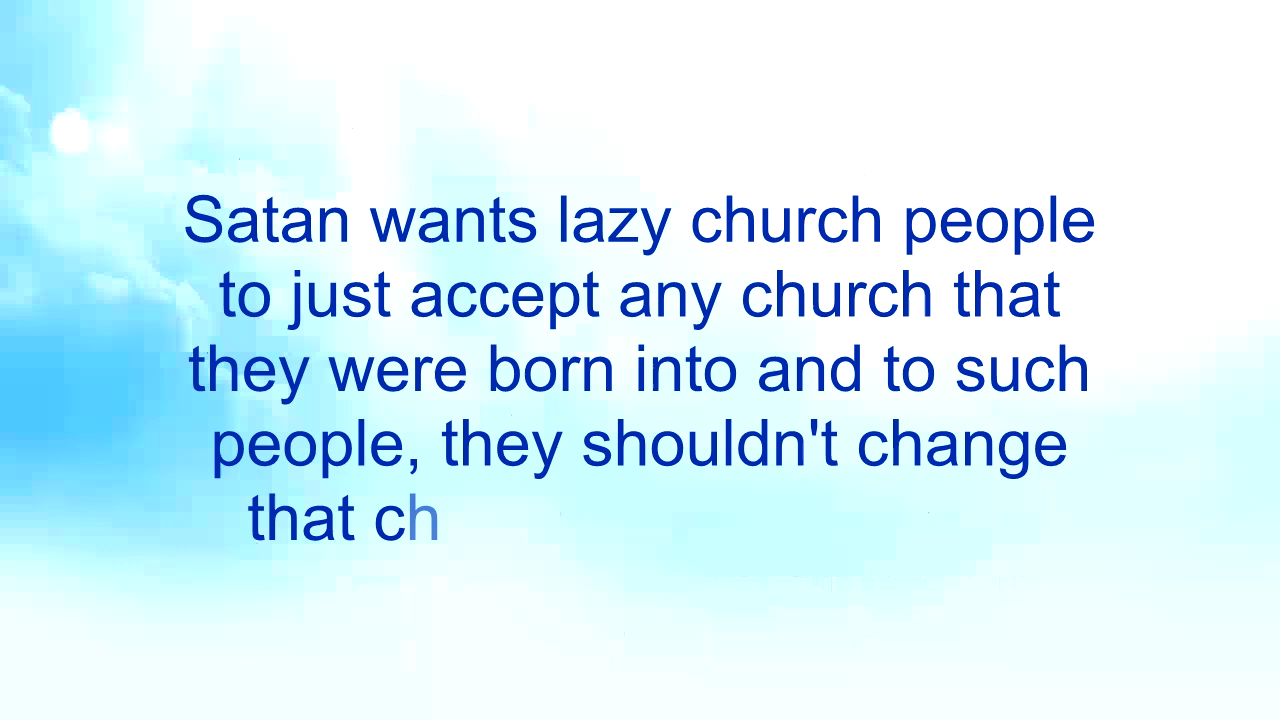 Satan wants lazy church people
to just accept any church that
they were born into and to such
people, they shouldn't change
that ch